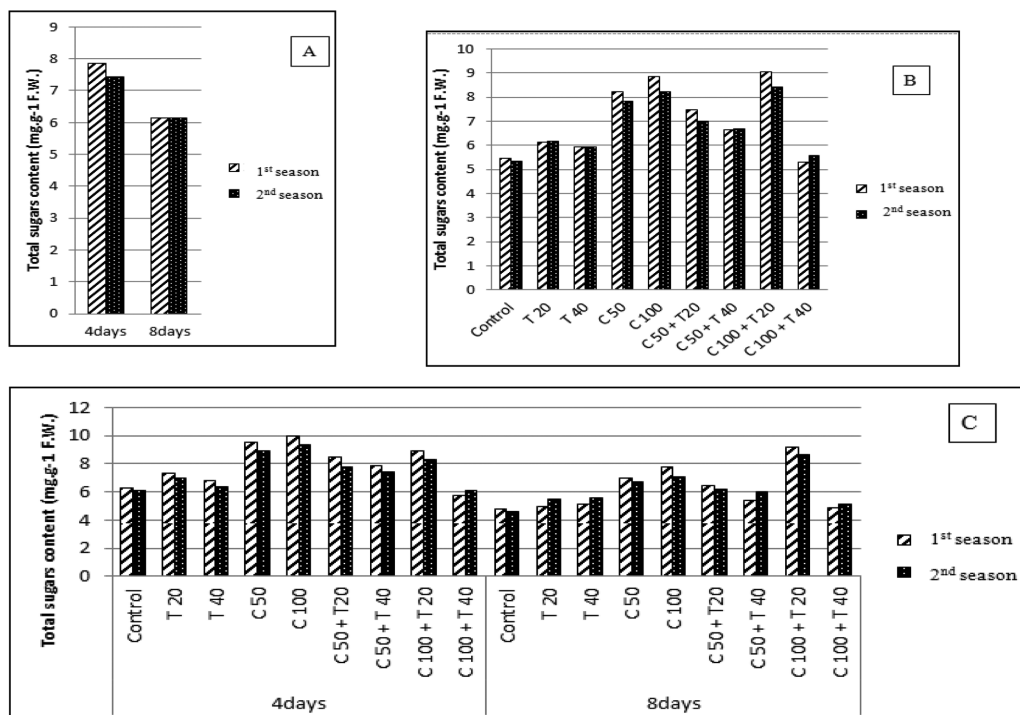 A
Total sugars content (mg.g-1 F.W.)
9
8
7
6
5
4
3
2
1
0
4days 8days
1st season
2nd season
B
Total sugars content (mg.g-1 F.W.)
10
9
8
7
6
5
4
3
2
1
0
Control T 20 T 40 C 50 C 100 C 50 + T20 C 50 + T 40 C 100 + T 20 C 100 + T 40
1st season
2nd season
C
Total sugars content (mg.g-1 F.W.)
12
10
8
6
4
2
0
Control T 20 T 40 C 50 C 100 C 50 + T20 C 50 + T 40 C 100 + T 20 C 100 + T 40 Control T 20 T 40 C 50 C 100 C 50 + T20 C 50 + T 40 C 100 + T 20 C 100 + T 40
4days 8days
1st season
2nd season